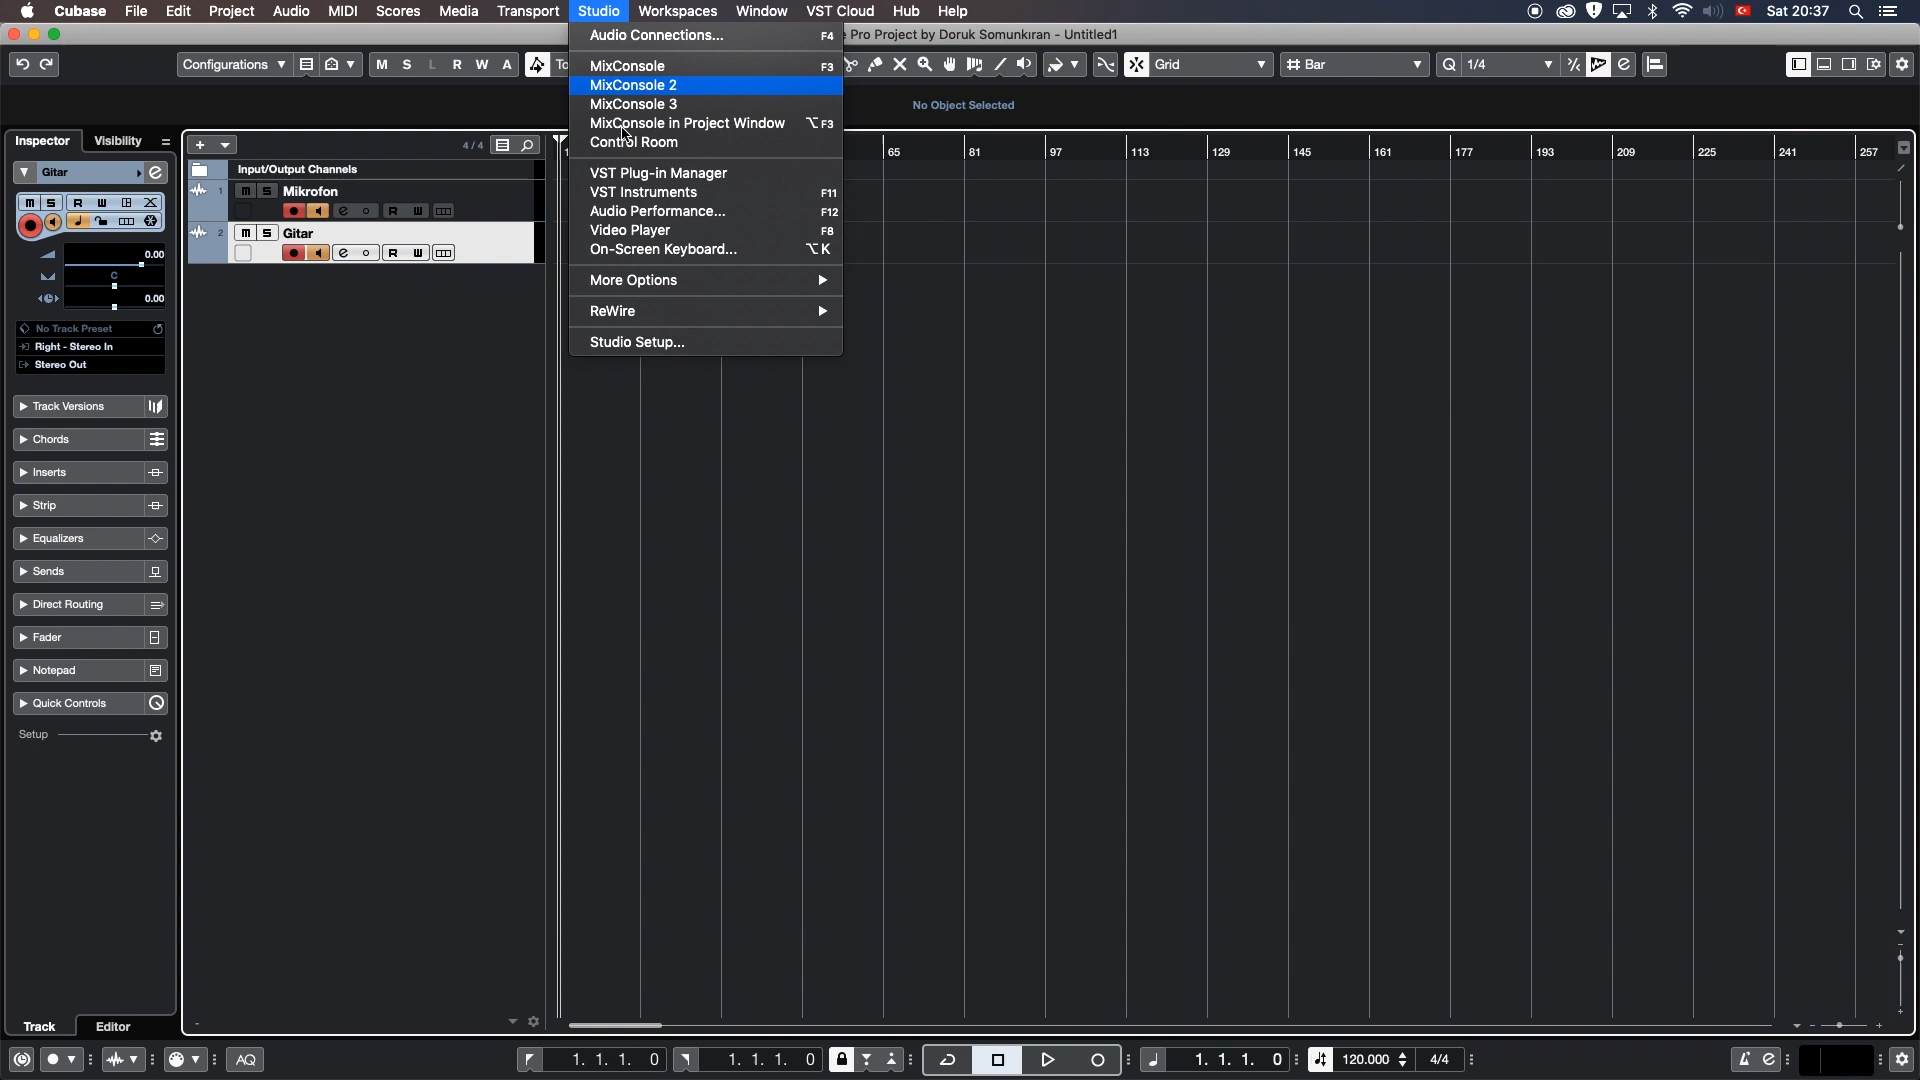 Cubase File Edit Project Audio MIDI Scores Media Transport Studio Workspaces Window VST Cloud Hub Help Sat 20:37
Pro Project by Doruk Somunkıran - Untitled1
Configurations M S L R W A Grid # Bar Q 1/4
No Object Selected
Audio Connections... F4
MixConsole F3
MixConsole 2
MixConsole 3
MixConsole in Project Window ⌥F3
Control Room
VST Plug-in Manager
VST Instruments F11
Audio Performance... F12
Video Player F8
On-Screen Keyboard... ⌥K
More Options
ReWire
Studio Setup...
Inspector Visibility
Gitar e
m S R W
0.00
C
0.00
No Track Preset
Right - Stereo In
Stereo Out
Track Versions
Chords
Inserts
Strip
Equalizers
Sends
Direct Routing
Fader
Notepad
Quick Controls
Setup
Track Editor
+ 4/4
Input/Output Channels
1 m S Mikrofon
e R W
2 m S Gitar
e R W
1 65 81 97 113 129 145 161 177 193 209 225 241 257
AQ 1. 1. 1. 0 1. 1. 1. 0 1. 1. 1. 0 120.000 4/4